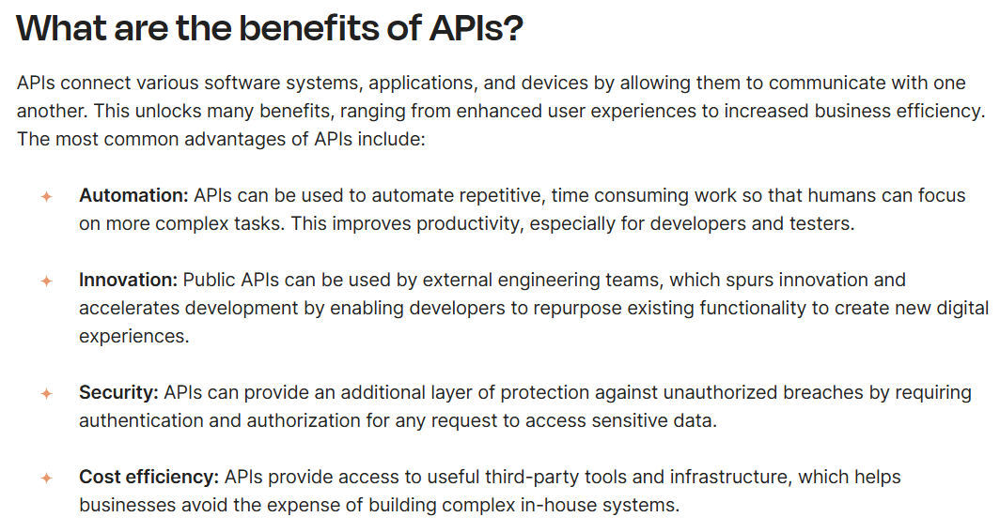 What are the benefits of APIs?
APIs connect various software systems, applications, and devices by allowing them to communicate with one
another. This unlocks many benefits, ranging from enhanced user experiences to increased business efficiency.
The most common advantages of APIs include:
Automation: APIs can be used to automate repetitive, time consuming work so that humans can focus
on more complex tasks. This improves productivity, especially for developers and testers.
Innovation: Public APIs can be used by external engineering teams, which spurs innovation and
accelerates development by enabling developers to repurpose existing functionality to create new digital
experiences.
Security: APIs can provide an additional layer of protection against unauthorized breaches by requiring
authentication and authorization for any request to access sensitive data.
Cost efficiency: APIs provide access to useful third-party tools and infrastructure, which helps
businesses avoid the expense of building complex in-house systems.